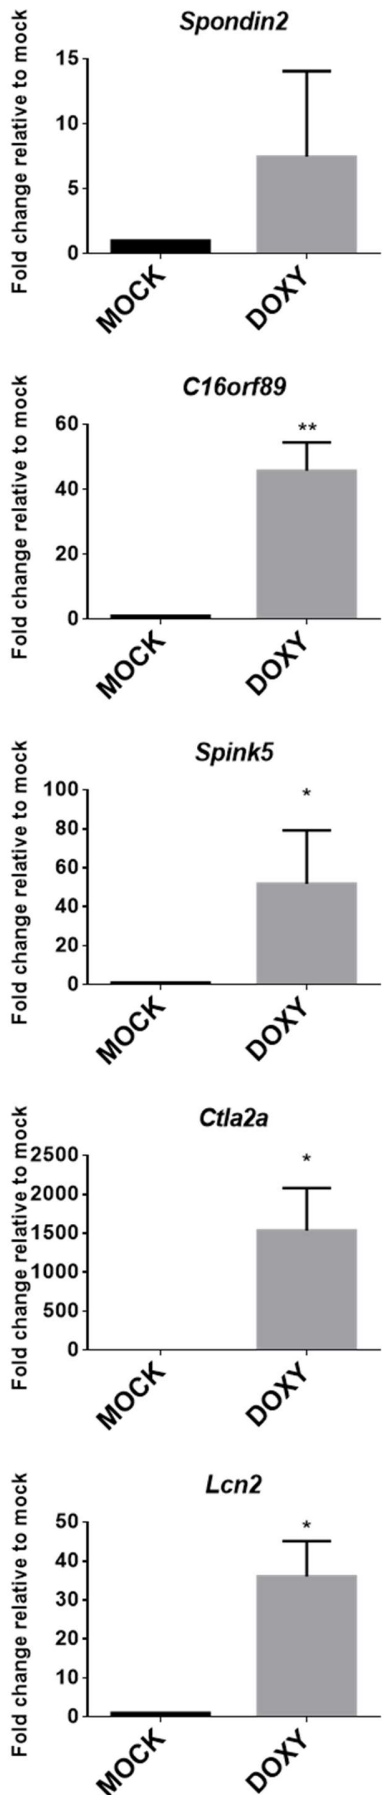 Spondin2
Fold change relative to mock
15
10
5
0
MOCK
DOXY
C16orf89
Fold change relative to mock
60
40
20
0
**
MOCK
DOXY
Spink5
Fold change relative to mock
100
80
60
40
20
0
*
MOCK
DOXY
Ctla2a
Fold change relative to mock
2500
2000
1500
1000
500
0
*
MOCK
DOXY
Lcn2
Fold change relative to mock
50
40
30
20
10
0
*
MOCK
DOXY